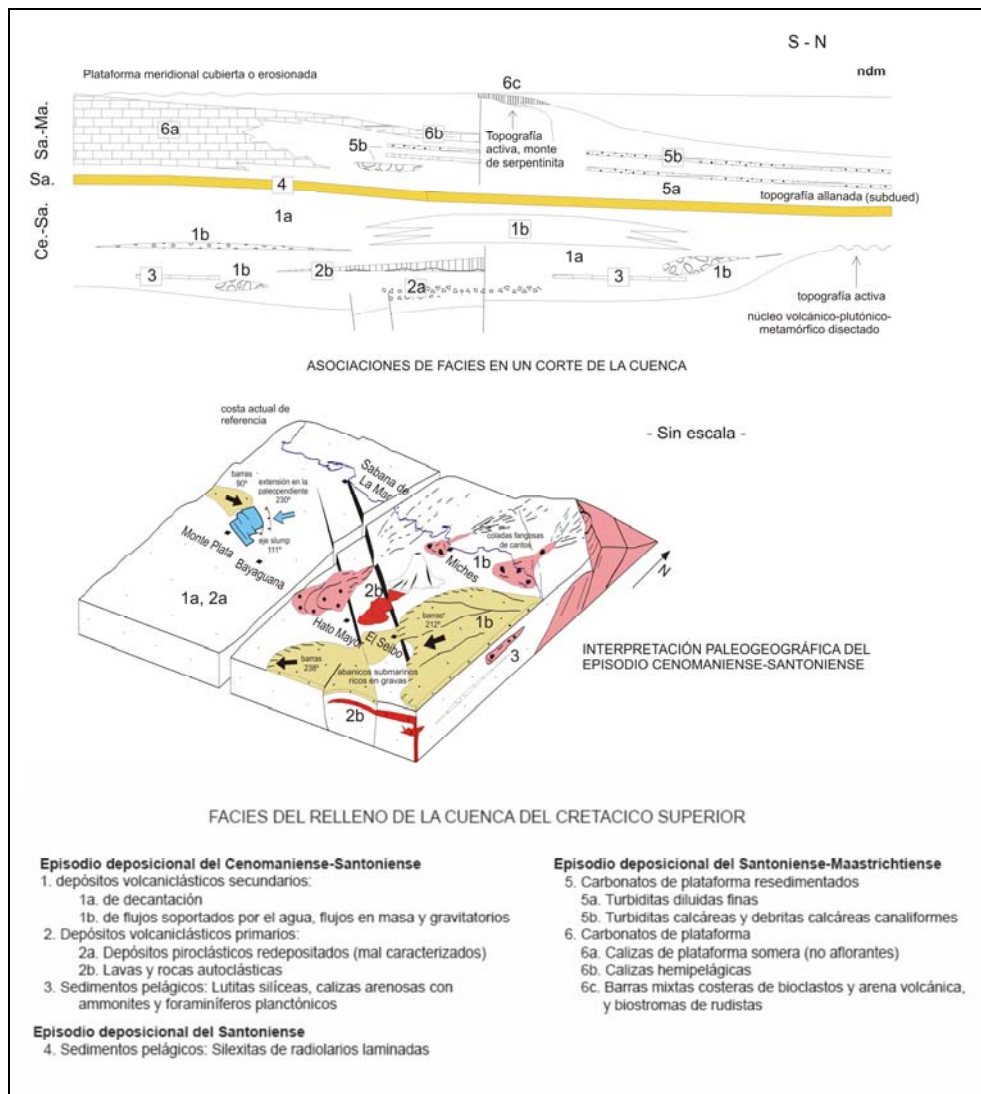 S - N
Plataforma meridional cubierta o erosionada
6c
ndm
Sa.-Ma.
6a
6b
Topografía
activa, monte
de serpentinita
5b
5b
Sa.
4
5a
topografía allanada (subdued)
Ce.-Sa.
1a
1b
1b
1a
3
1b
2b
2a
3
1b
topografía activa
núcleo volcánico-plutónico-
metamórfico disectado
ASOCIACIONES DE FACIES EN UN CORTE DE LA CUENCA
costa actual de
referencia
- Sin escala -
Sabana de
La Mar
barras
90º
extensión en la
paleopendiente
230º
eje slump
111º
Monte Plata
Bayaguana
1a, 2a
coladas fangosas
de cantos
1b
Miches
N
2b
Hato Mayor
El Seibo
barras
212º
1b
3
barras
238º
abanicos submarinos
ricos en gravas
2b
INTERPRETACIÓN PALEOGEOGRÁFICA DEL
EPISODIO CENOMANIENSE-SANTONIENSE
FACIES DEL RELLENO DE LA CUENCA DEL CRETACICO SUPERIOR
Episodio deposicional del Cenomaniense-Santoniense
1. depósitos volcaniclásticos secundarios:
1a. de decantación
1b. de flujos soportados por el agua, flujos en masa y gravitatorios
2. Depósitos volcaniclásticos primarios:
2a. Depósitos piroclásticos redepositados (mal caracterizados)
2b. Lavas y rocas autoclásticas
3. Sedimentos pelágicos: Lutitas silíceas, calizas arenosas con
ammonites y foraminíferos planctónicos
Episodio deposicional del Santoniense
4. Sedimentos pelágicos: Silexitas de radiolarios laminadas
Episodio deposicional del Santoniense-Maastrichtiense
5. Carbonatos de plataforma resedimentados
5a. Turbiditas diluidas finas
5b. Turbiditas calcáreas y debritas calcáreas canaliformes
6. Carbonatos de plataforma
6a. Calizas de plataforma somera (no aflorantes)
6b. Calizas hemipelágicas
6c. Barras mixtas costeras de bioclastos y arena volcánica,
y biostromas de rudistas